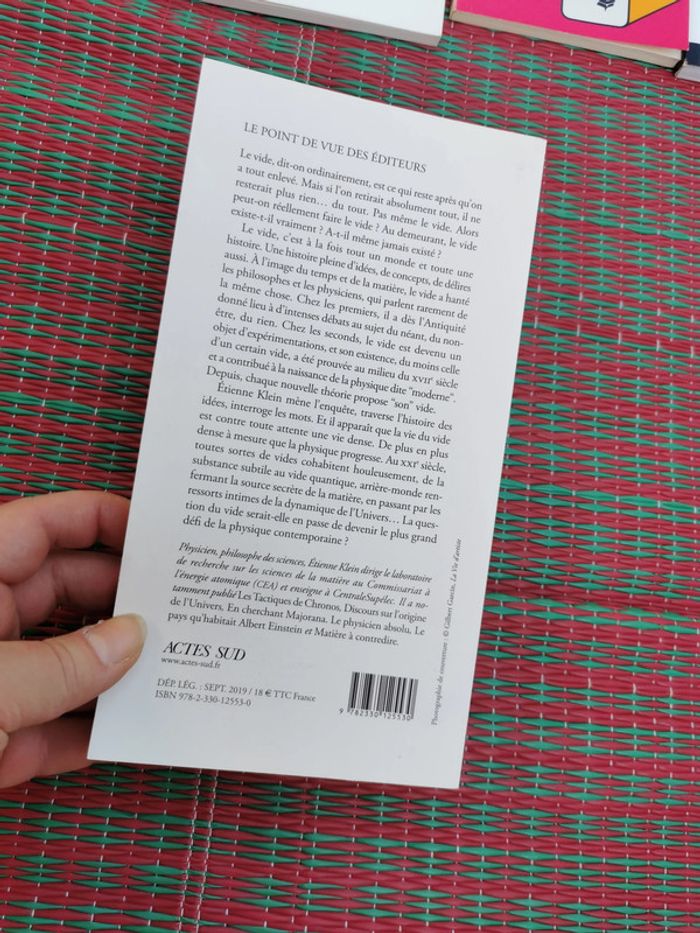 LE POINT DE VUE DES ÉDITEURS
Le vide, dit-on ordinairement, est ce qui reste après qu'on
a tout enlevé. Mais si l'on retirait absolument tout, il ne
resterait plus rien… du tout. Pas même le vide. Alors
peut-on réellement faire le vide ? Au demeurant, le vide
existe-t-il vraiment ? A-t-il même jamais existé ?
Le vide, c'est à la fois tout un monde et toute une
histoire. Une histoire pleine d'idées, de concepts, de délires
aussi. À l'image du temps et de la matière, le vide a hanté
les philosophes et les physiciens, qui parlent rarement de
la même chose. Chez les premiers, il a dès l'Antiquité
donné lieu à d'intenses débats au sujet du néant, du non-
être, du rien. Chez les seconds, le vide est devenu un
objet d'expérimentations, et son existence, du moins celle
d'un certain vide, a été prouvée au milieu du XVIIe siècle
et a contribué à la naissance de la physique dite “moderne”.
Depuis, chaque nouvelle théorie propose “son” vide.
Étienne Klein mène l'enquête, traverse l'histoire des
idées, interroge les mots. Et il apparaît que la vie du vide
est contre toute attente une vie dense. De plus en plus
dense à mesure que la physique progresse. Au XXIe siècle,
toutes sortes de vides cohabitent houleusement, de la
substance subtile au vide quantique, arrière-monde ren-
fermant la source secrète de la matière, en passant par les
ressorts intimes de la dynamique de l'Univers… La ques-
tion du vide serait-elle en passe de devenir le plus grand
défi de la physique contemporaine ?
Physicien, philosophe des sciences, Étienne Klein dirige le laboratoire
de recherche sur les sciences de la matière au Commissariat à
l'énergie atomique (CEA) et enseigne à CentraleSupélec. Il a no-
tamment publié Les Tactiques de Chronos, Discours sur l'origine
de l'Univers, En cherchant Majorana. Le physicien absolu, Le
pays qu'habitait Albert Einstein et Matière à contredire.
ACTES SUD
www.actes-sud.fr
DÉP. LÉG. : SEPT. 2019 / 18 € TTC France
ISBN 978-2-330-12553-0
9 782330 125530
Photographie de couverture : © Gilbert Garcin, La Vie d'artiste